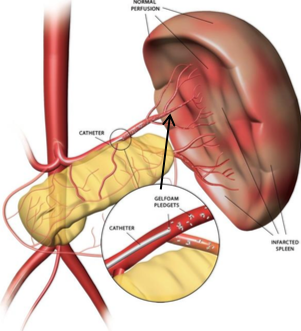 NORMAL
PERFUSION
CATHETER
GELFOAM
PLEDGETS
CATHETER
INFARCTED
SPLEEN